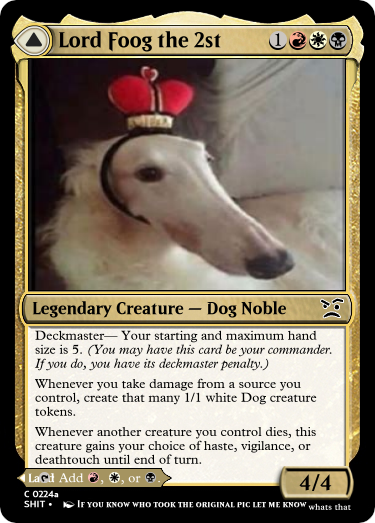 Lord Foog the 2st 1
Legendary Creature — Dog Noble
Deckmaster— Your starting and maximum hand
size is 5. (You may have this card be your commander.
If you do, you have its deckmaster penalty.)
Whenever you take damage from a source you
control, create that many 1/1 white Dog creature
tokens.
Whenever another creature you control dies, this
creature gains your choice of haste, vigilance, or
deathtouch until end of turn.
Land Add , , or .
4/4
C 0224a
SHIT • IF YOU KNOW WHO TOOK THE ORIGINAL PIC LET ME KNOW whats that